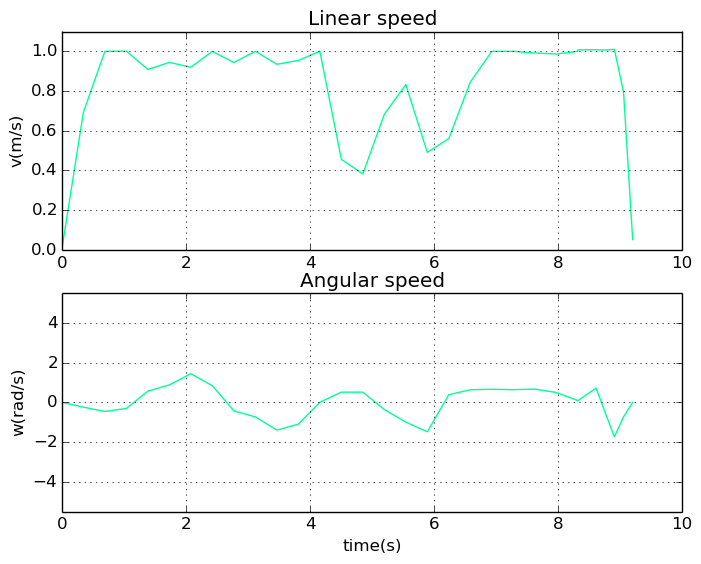 Linear speed
1.0
0.8
0.6
0.4
0.2
0.0
v(m/s)
0 2 4 6 8 10
Angular speed
4
2
0
−2
−4
w(rad/s)
0 2 4 6 8 10
time(s)